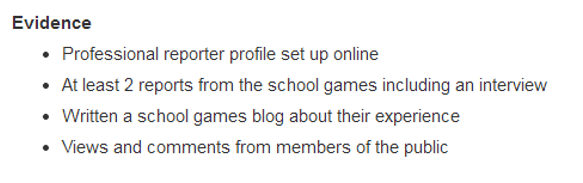 Evidence
• Professional reporter profile set up online
• At least 2 reports from the school games including an interview
• Written a school games blog about their experience
• Views and comments from members of the public